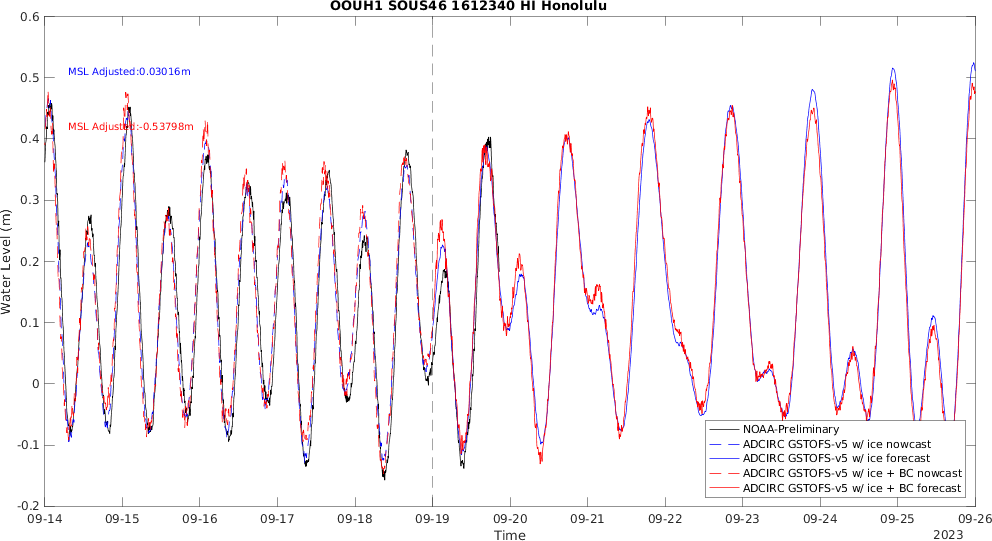 OOUH1 SOUS46 1612340 HI Honolulu
0.6
0.5
0.4
0.3
0.2
0.1
0
-0.1
-0.2
Water Level (m)
MSL Adjusted:0.03016m
MSL Adjusted:-0.53798m
NOAA-Preliminary
ADCIRC GSTOFS-v5 w/ ice nowcast
ADCIRC GSTOFS-v5 w/ ice forecast
ADCIRC GSTOFS-v5 w/ ice + BC nowcast
ADCIRC GSTOFS-v5 w/ ice + BC forecast
09-14 09-15 09-16 09-17 09-18 09-19 09-20 09-21 09-22 09-23 09-24 09-25 09-26
Time
2023